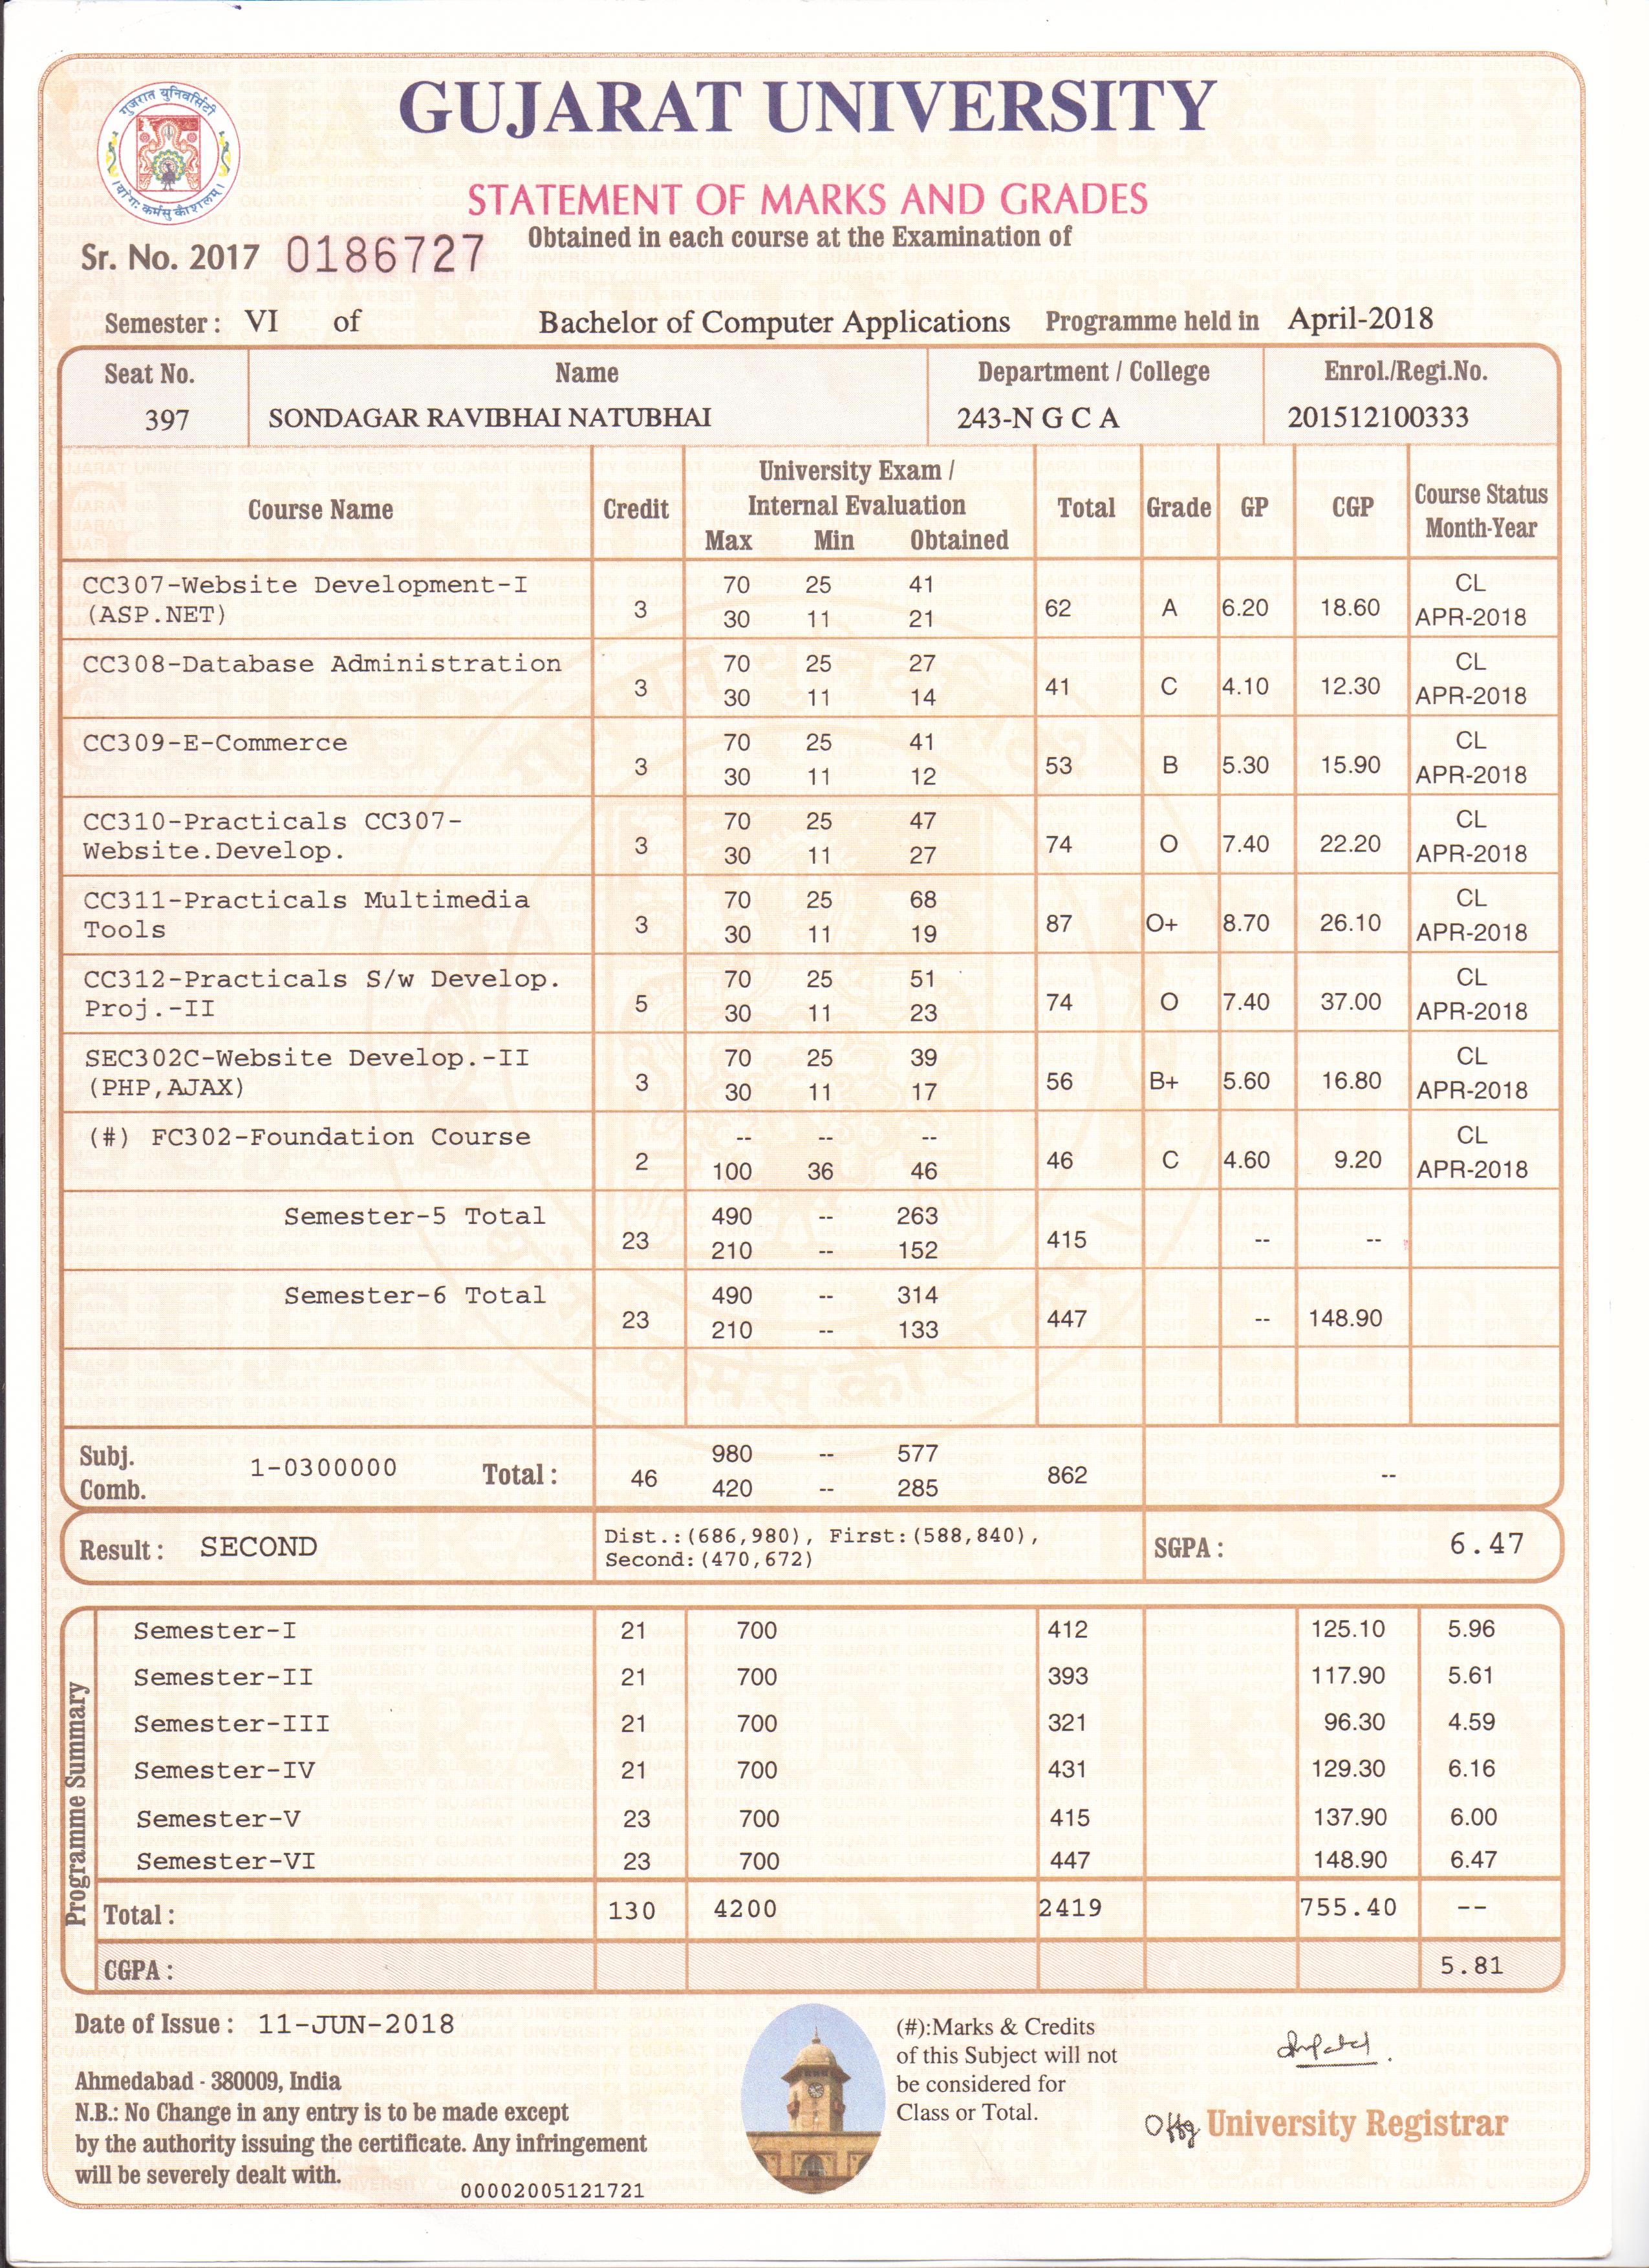 गुजरात युनिवर्सिटी
योगः कर्मसु कौशलम्
GUJARAT UNIVERSITY
STATEMENT OF MARKS AND GRADES
Obtained in each course at the Examination of
Sr. No. 2017 0186727
Semester : VI of Bachelor of Computer Applications Programme held in April-2018
Seat No. Name Department / College Enrol./Regi.No.
397 SONDAGAR RAVIBHAI NATUBHAI 243-N G C A 201512100333
Course Name Credit University Exam / Internal Evaluation Total Grade GP CGP Course Status Month-Year
Max Min Obtained
CC307-Website Development-I 70 25 41 CL
(ASP.NET) 3 30 11 21 62 A 6.20 18.60 APR-2018
CC308-Database Administration 70 25 27 CL
3 30 11 14 41 C 4.10 12.30 APR-2018
CC309-E-Commerce 70 25 41 CL
3 30 11 12 53 B 5.30 15.90 APR-2018
CC310-Practicals CC307- 70 25 47 CL
Website.Develop. 3 30 11 27 74 O 7.40 22.20 APR-2018
CC311-Practicals Multimedia 70 25 68 CL
Tools 3 30 11 19 87 O+ 8.70 26.10 APR-2018
CC312-Practicals S/w Develop. 70 25 51 CL
Proj.-II 5 30 11 23 74 O 7.40 37.00 APR-2018
SEC302C-Website Develop.-II 70 25 39 CL
(PHP,AJAX) 3 30 11 17 56 B+ 5.60 16.80 APR-2018
(#) FC302-Foundation Course -- -- -- CL
2 100 36 46 46 C 4.60 9.20 APR-2018
Semester-5 Total 490 -- 263
23 210 -- 152 415 -- --
Semester-6 Total 490 -- 314
23 210 -- 133 447 -- 148.90
Subj. Comb. 1-0300000 Total : 46 980 -- 577 862 --
420 -- 285
Result : SECOND Dist.:(686,980), First:(588,840), SGPA : 6.47
Second:(470,672)
Programme Summary
Semester-I 21 700 412 125.10 5.96
Semester-II 21 700 393 117.90 5.61
Semester-III 21 700 321 96.30 4.59
Semester-IV 21 700 431 129.30 6.16
Semester-V 23 700 415 137.90 6.00
Semester-VI 23 700 447 148.90 6.47
Total : 130 4200 2419 755.40 --
CGPA : 5.81
Date of Issue : 11-JUN-2018
Ahmedabad - 380009, India
N.B.: No Change in any entry is to be made except
by the authority issuing the certificate. Any infringement
will be severely dealt with.
00002005121721
(#):Marks & Credits
of this Subject will not
be considered for
Class or Total.
Offg University Registrar